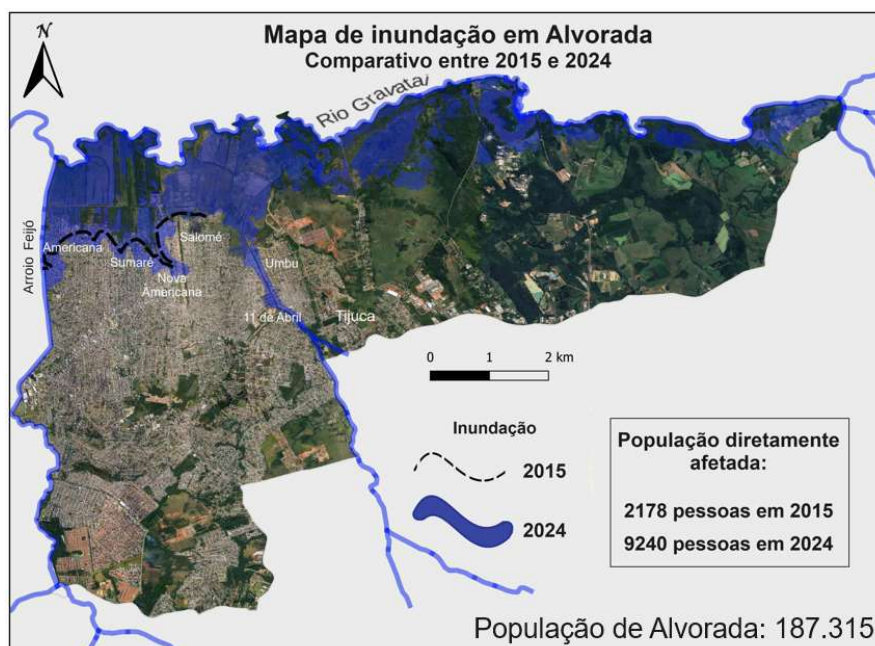 N
Mapa de inundação em Alvorada
Comparativo entre 2015 e 2024
Rio Gravataí
Arroio Feijó
Americana
Sumaré
Salomé
Nova
Americana
Umbu
11 de Abril
Tijuca
0 1 2 km
Inundação
2015
2024
População diretamente
afetada:
2178 pessoas em 2015
9240 pessoas em 2024
População de Alvorada: 187.315